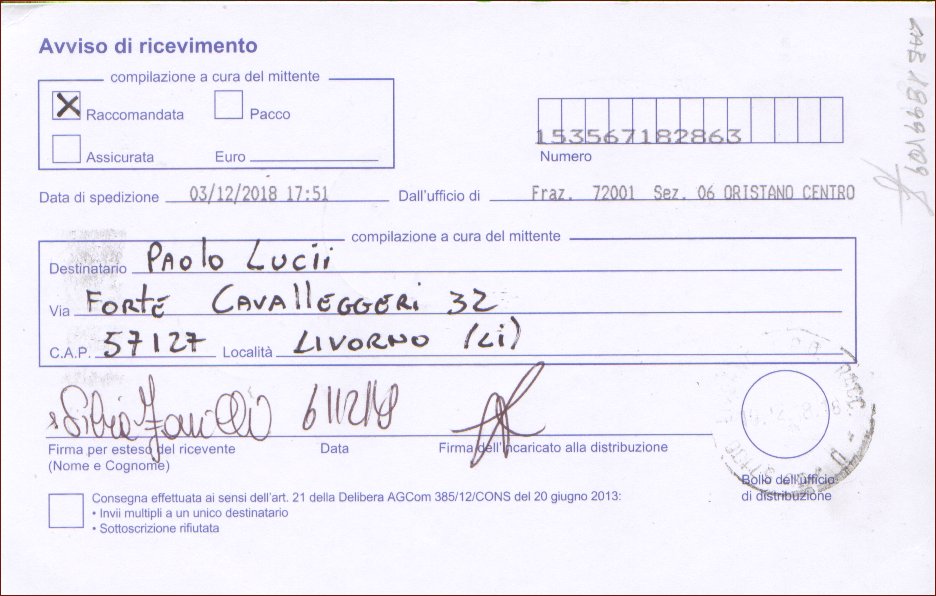 Avviso di ricevimento
compilazione a cura del mittente
Raccomandata
Pacco
Assicurata
Euro
153567182863
Numero
Data di spedizione 03/12/2018 17:51 Dall'ufficio di Fraz. 72001 Sez. 06 ORISTANO CENTRO
compilazione a cura del mittente
Destinatario PAOLO LUCII
Via FORTE CAVALLEGGERI 32
C.A.P. 57127 Località LIVORNO (LI)
6/12/18
Firma per esteso del ricevente
(Nome e Cognome)
Data
Firma dell'incaricato alla distribuzione
Bollo dell'ufficio
di distribuzione
Consegna effettuata ai sensi dell'art. 21 della Delibera AGCom 385/12/CONS del 20 giugno 2013:
• Invii multipli a un unico destinatario
• Sottoscrizione rifiutata